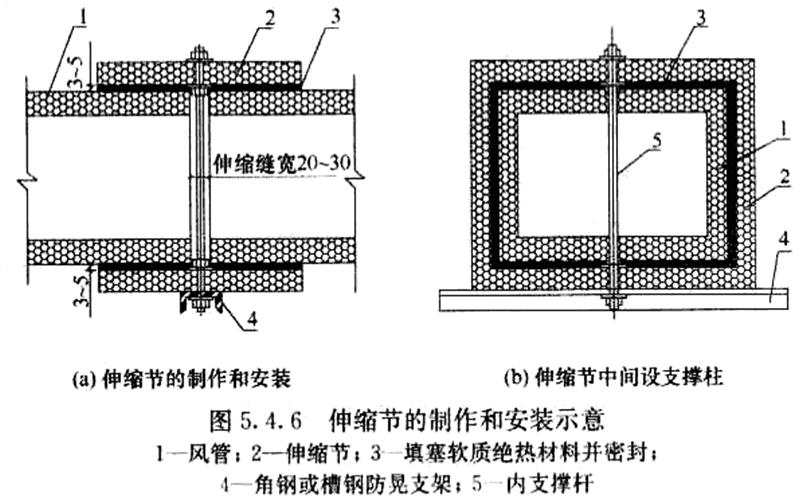 1
2
3
3~5
伸缩缝宽20~30
3~5
4
(a) 伸缩节的制作和安装
3
1
5
2
4
(b) 伸缩节中间设支撑柱
图 5.4.6 伸缩节的制作和安装示意
1—风管；2—伸缩节；3—填塞软质绝热材料并密封；
4—角钢或槽钢防晃支架；5—内支撑杆